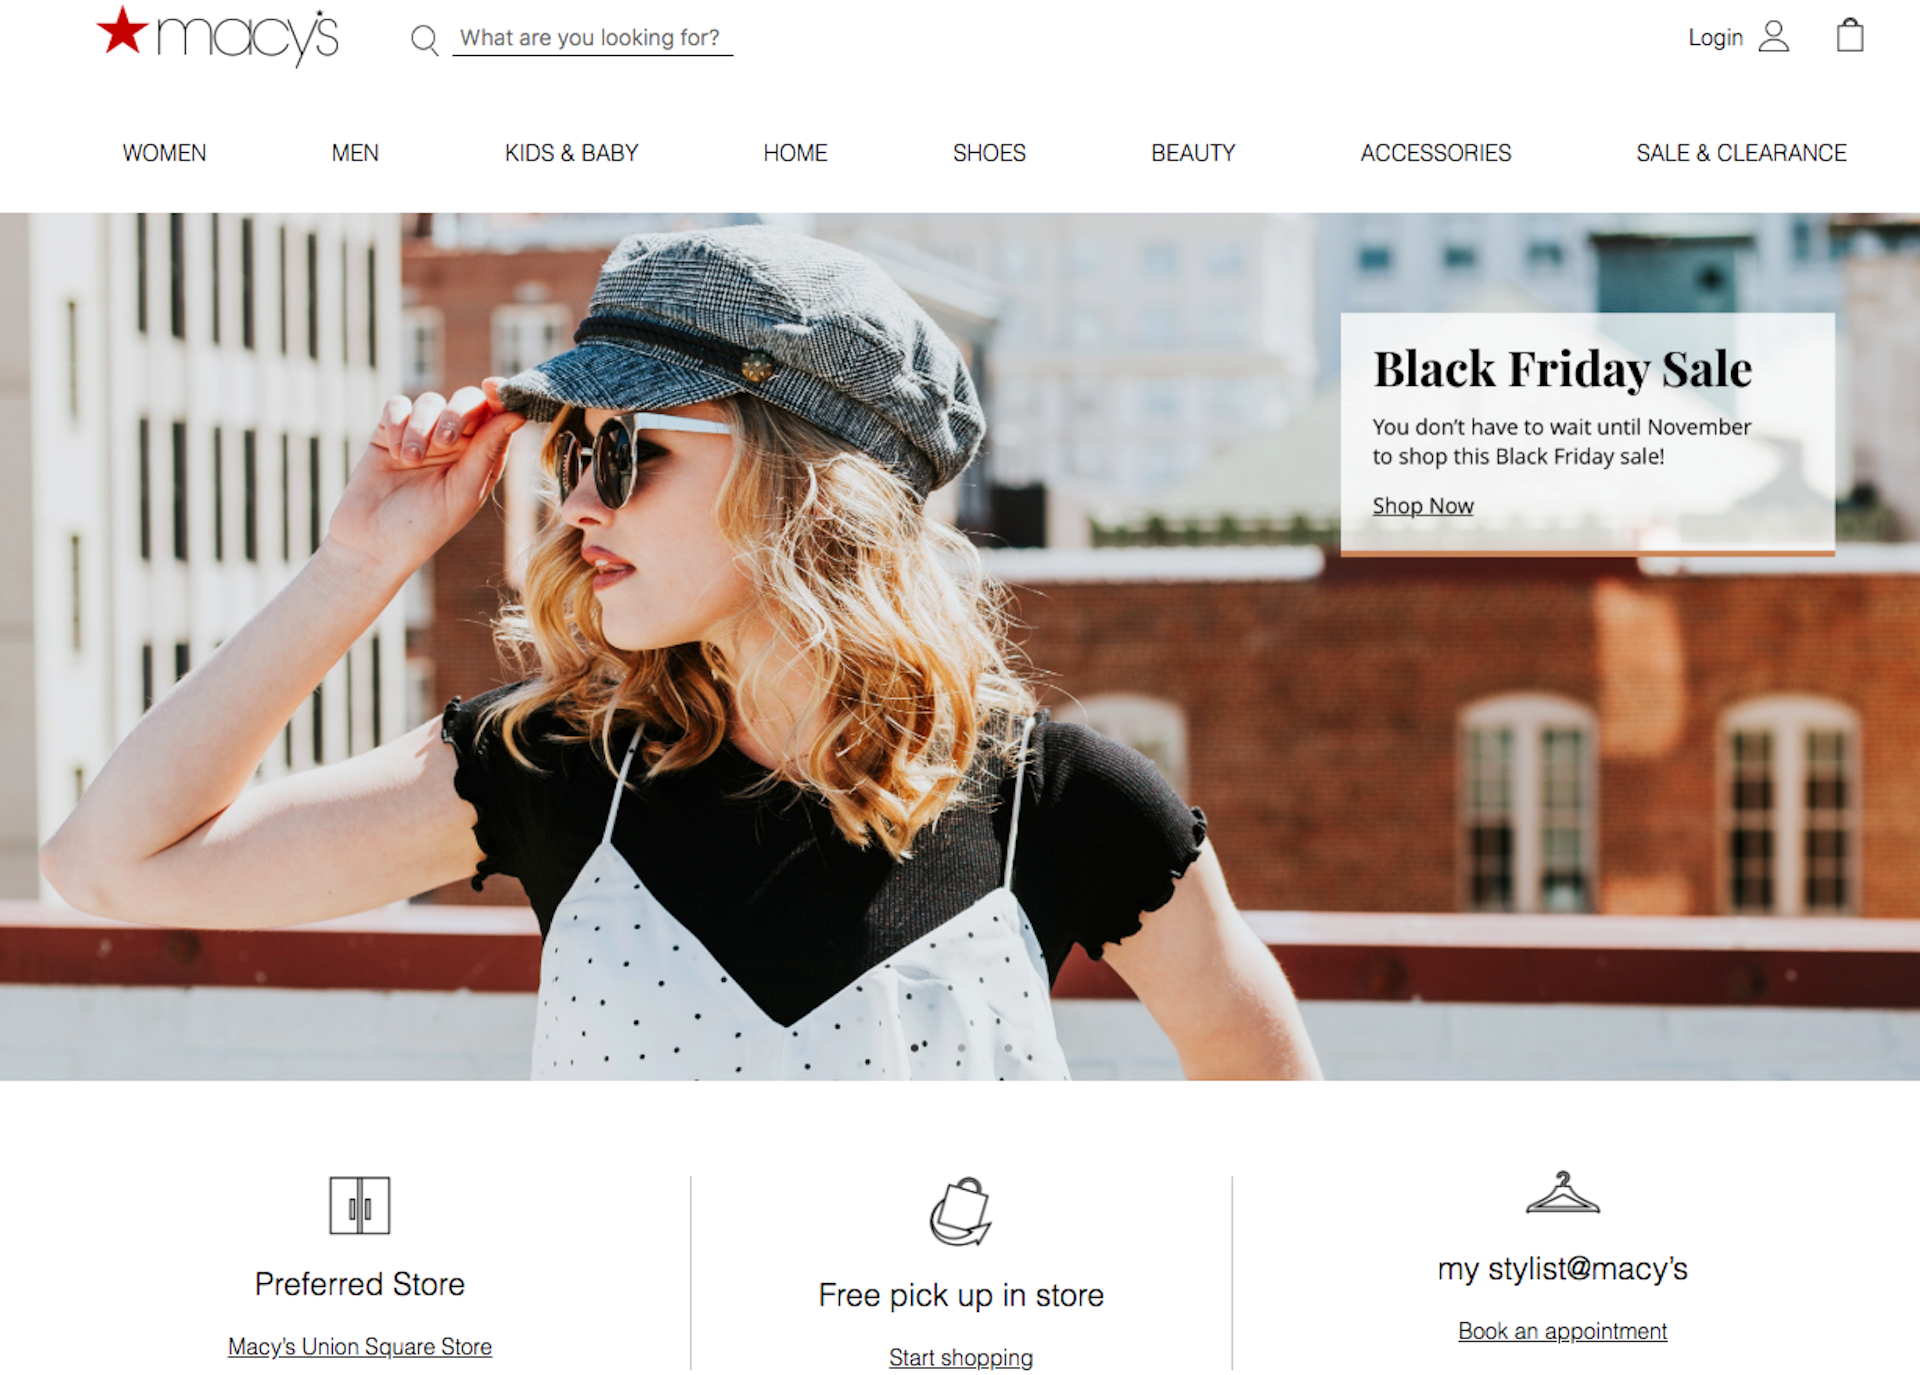 macy's
What are you looking for?
Login
WOMEN
MEN
KIDS & BABY
HOME
SHOES
BEAUTY
ACCESSORIES
SALE & CLEARANCE
Black Friday Sale
You don’t have to wait until November
to shop this Black Friday sale!
Shop Now
Preferred Store
Macy’s Union Square Store
Free pick up in store
Start shopping
my stylist@macy’s
Book an appointment